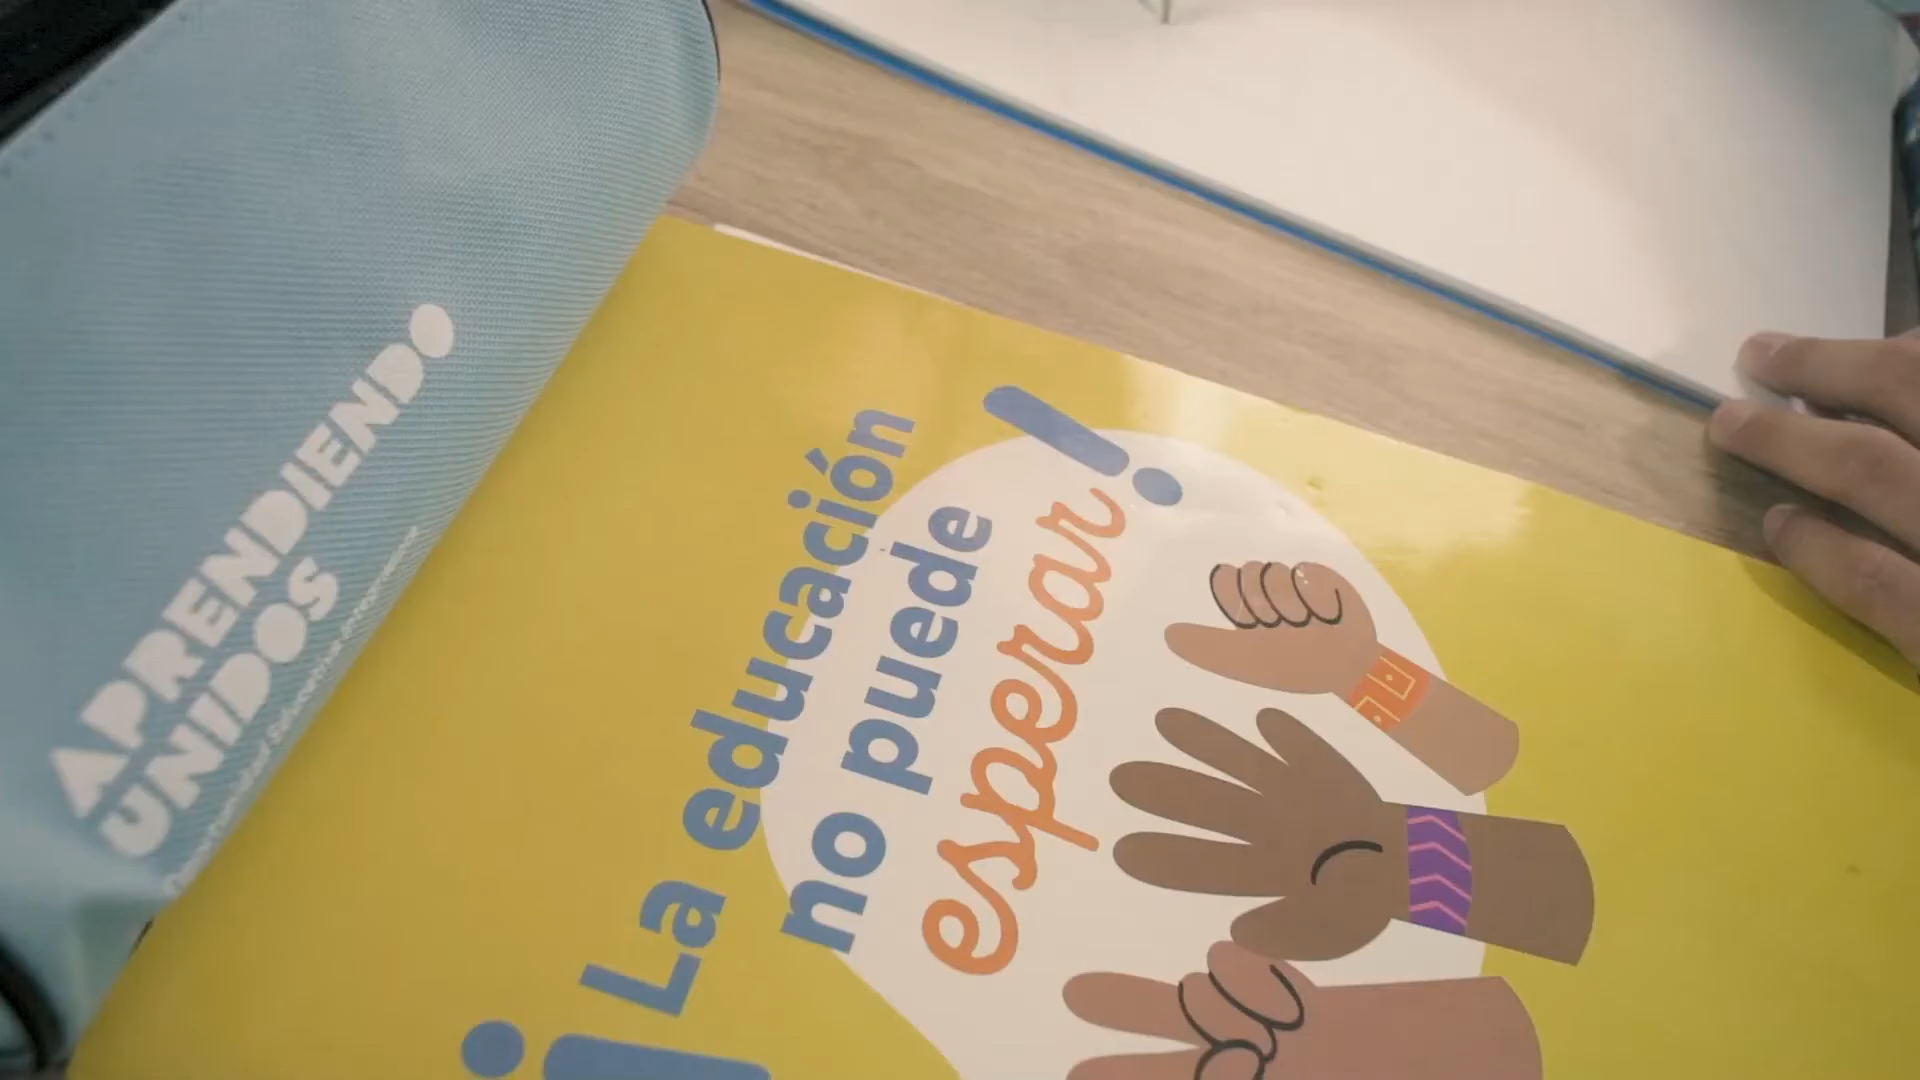 APRENDIENDO
UNIDOS
¡La educación
no puede
esperar!